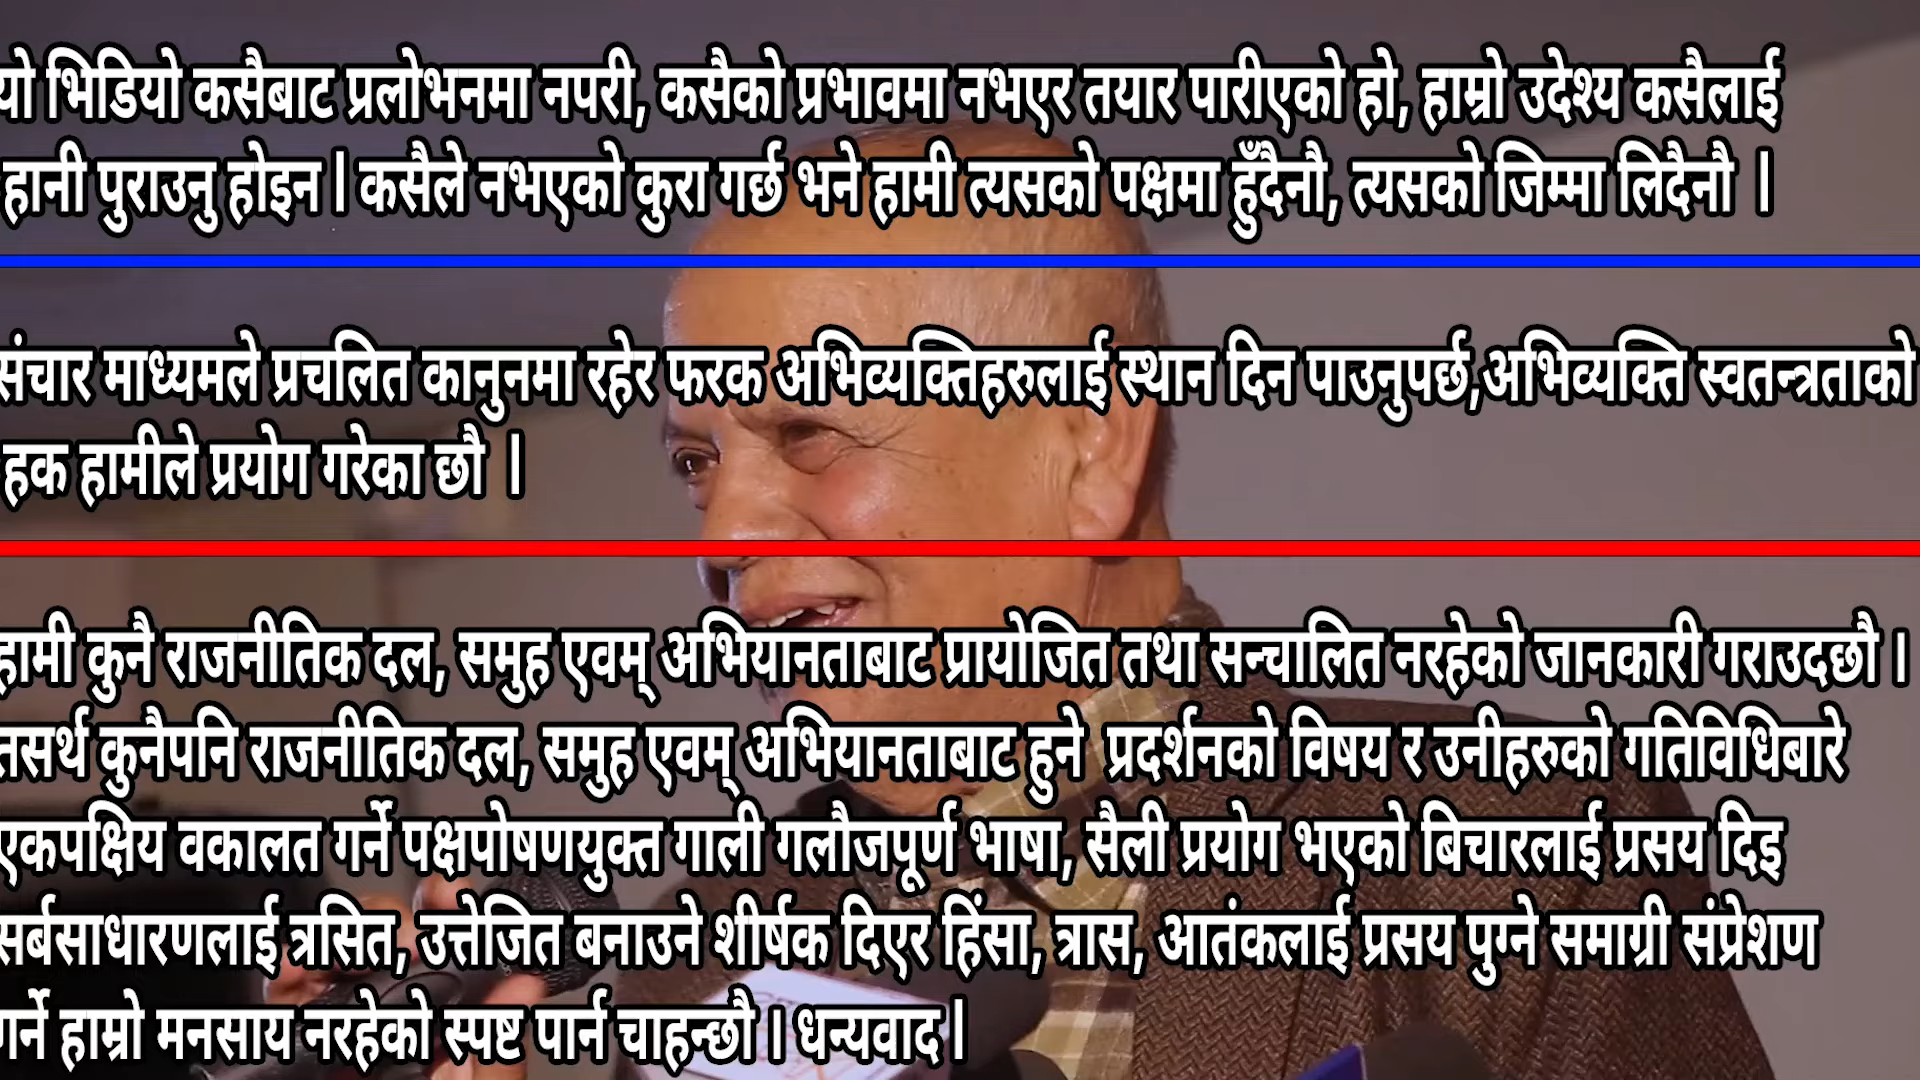 यो भिडियो कसैबाट प्रलोभनमा नपरी, कसैको प्रभावमा नभएर तयार पारीएको हो, हाम्रो उदेश्य कसैलाई
हानी पुराउनु होइन । कसैले नभएको कुरा गर्छ भने हामी त्यसको पक्षमा हुँदैनौ, त्यसको जिम्मा लिदैनौ ।
संचार माध्यमले प्रचलित कानुनमा रहेर फरक अभिव्यक्तिहरुलाई स्थान दिन पाउनुपर्छ,अभिव्यक्ति स्वतन्त्रताको
हक हामीले प्रयोग गरेका छौ ।
हामी कुनै राजनीतिक दल, समुह एवम् अभियानताबाट प्रायोजित तथा सन्चालित नरहेको जानकारी गराउदछौ ।
तसर्थ कुनैपनि राजनीतिक दल, समुह एवम् अभियानताबाट हुने प्रदर्शनको विषय र उनीहरुको गतिविधिबारे
एकपक्षिय वकालत गर्ने पक्षपोषणयुक्त गाली गलौजपूर्ण भाषा, सैली प्रयोग भएको बिचारलाई प्रसय दिइ
सर्बसाधारणलाई त्रसित, उत्तेजित बनाउने शीर्षक दिएर हिंसा, त्रास, आतंकलाई प्रसय पुग्ने समाग्री संप्रेशण
गर्ने हाम्रो मनसाय नरहेको स्पष्ट पार्न चाहन्छौ । धन्यवाद ।